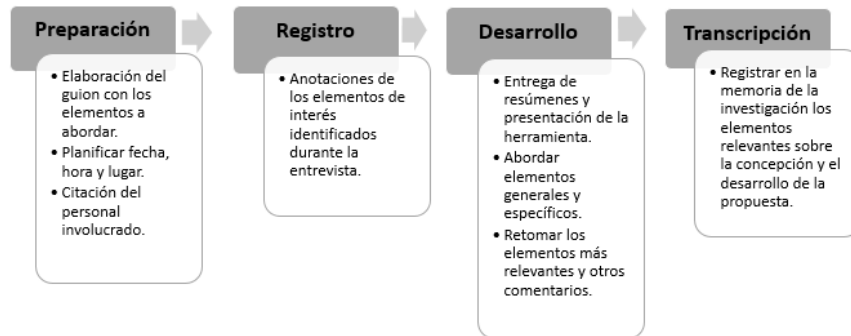 Preparación
• Elaboración del
guion con los
elementos a
abordar.
• Planificar fecha,
hora y lugar.
• Citación del
personal
involucrado.
Registro
• Anotaciones de
los elementos de
interés
identificados
durante la
entrevista.
Desarrollo
• Entrega de
resúmenes y
presentación de la
herramienta.
• Abordar
elementos
generales y
específicos.
• Retomar los
elementos más
relevantes y otros
comentarios.
Transcripción
• Registrar en la
memoria de la
investigación los
elementos
relevantes sobre
la concepción y el
desarrollo de la
propuesta.